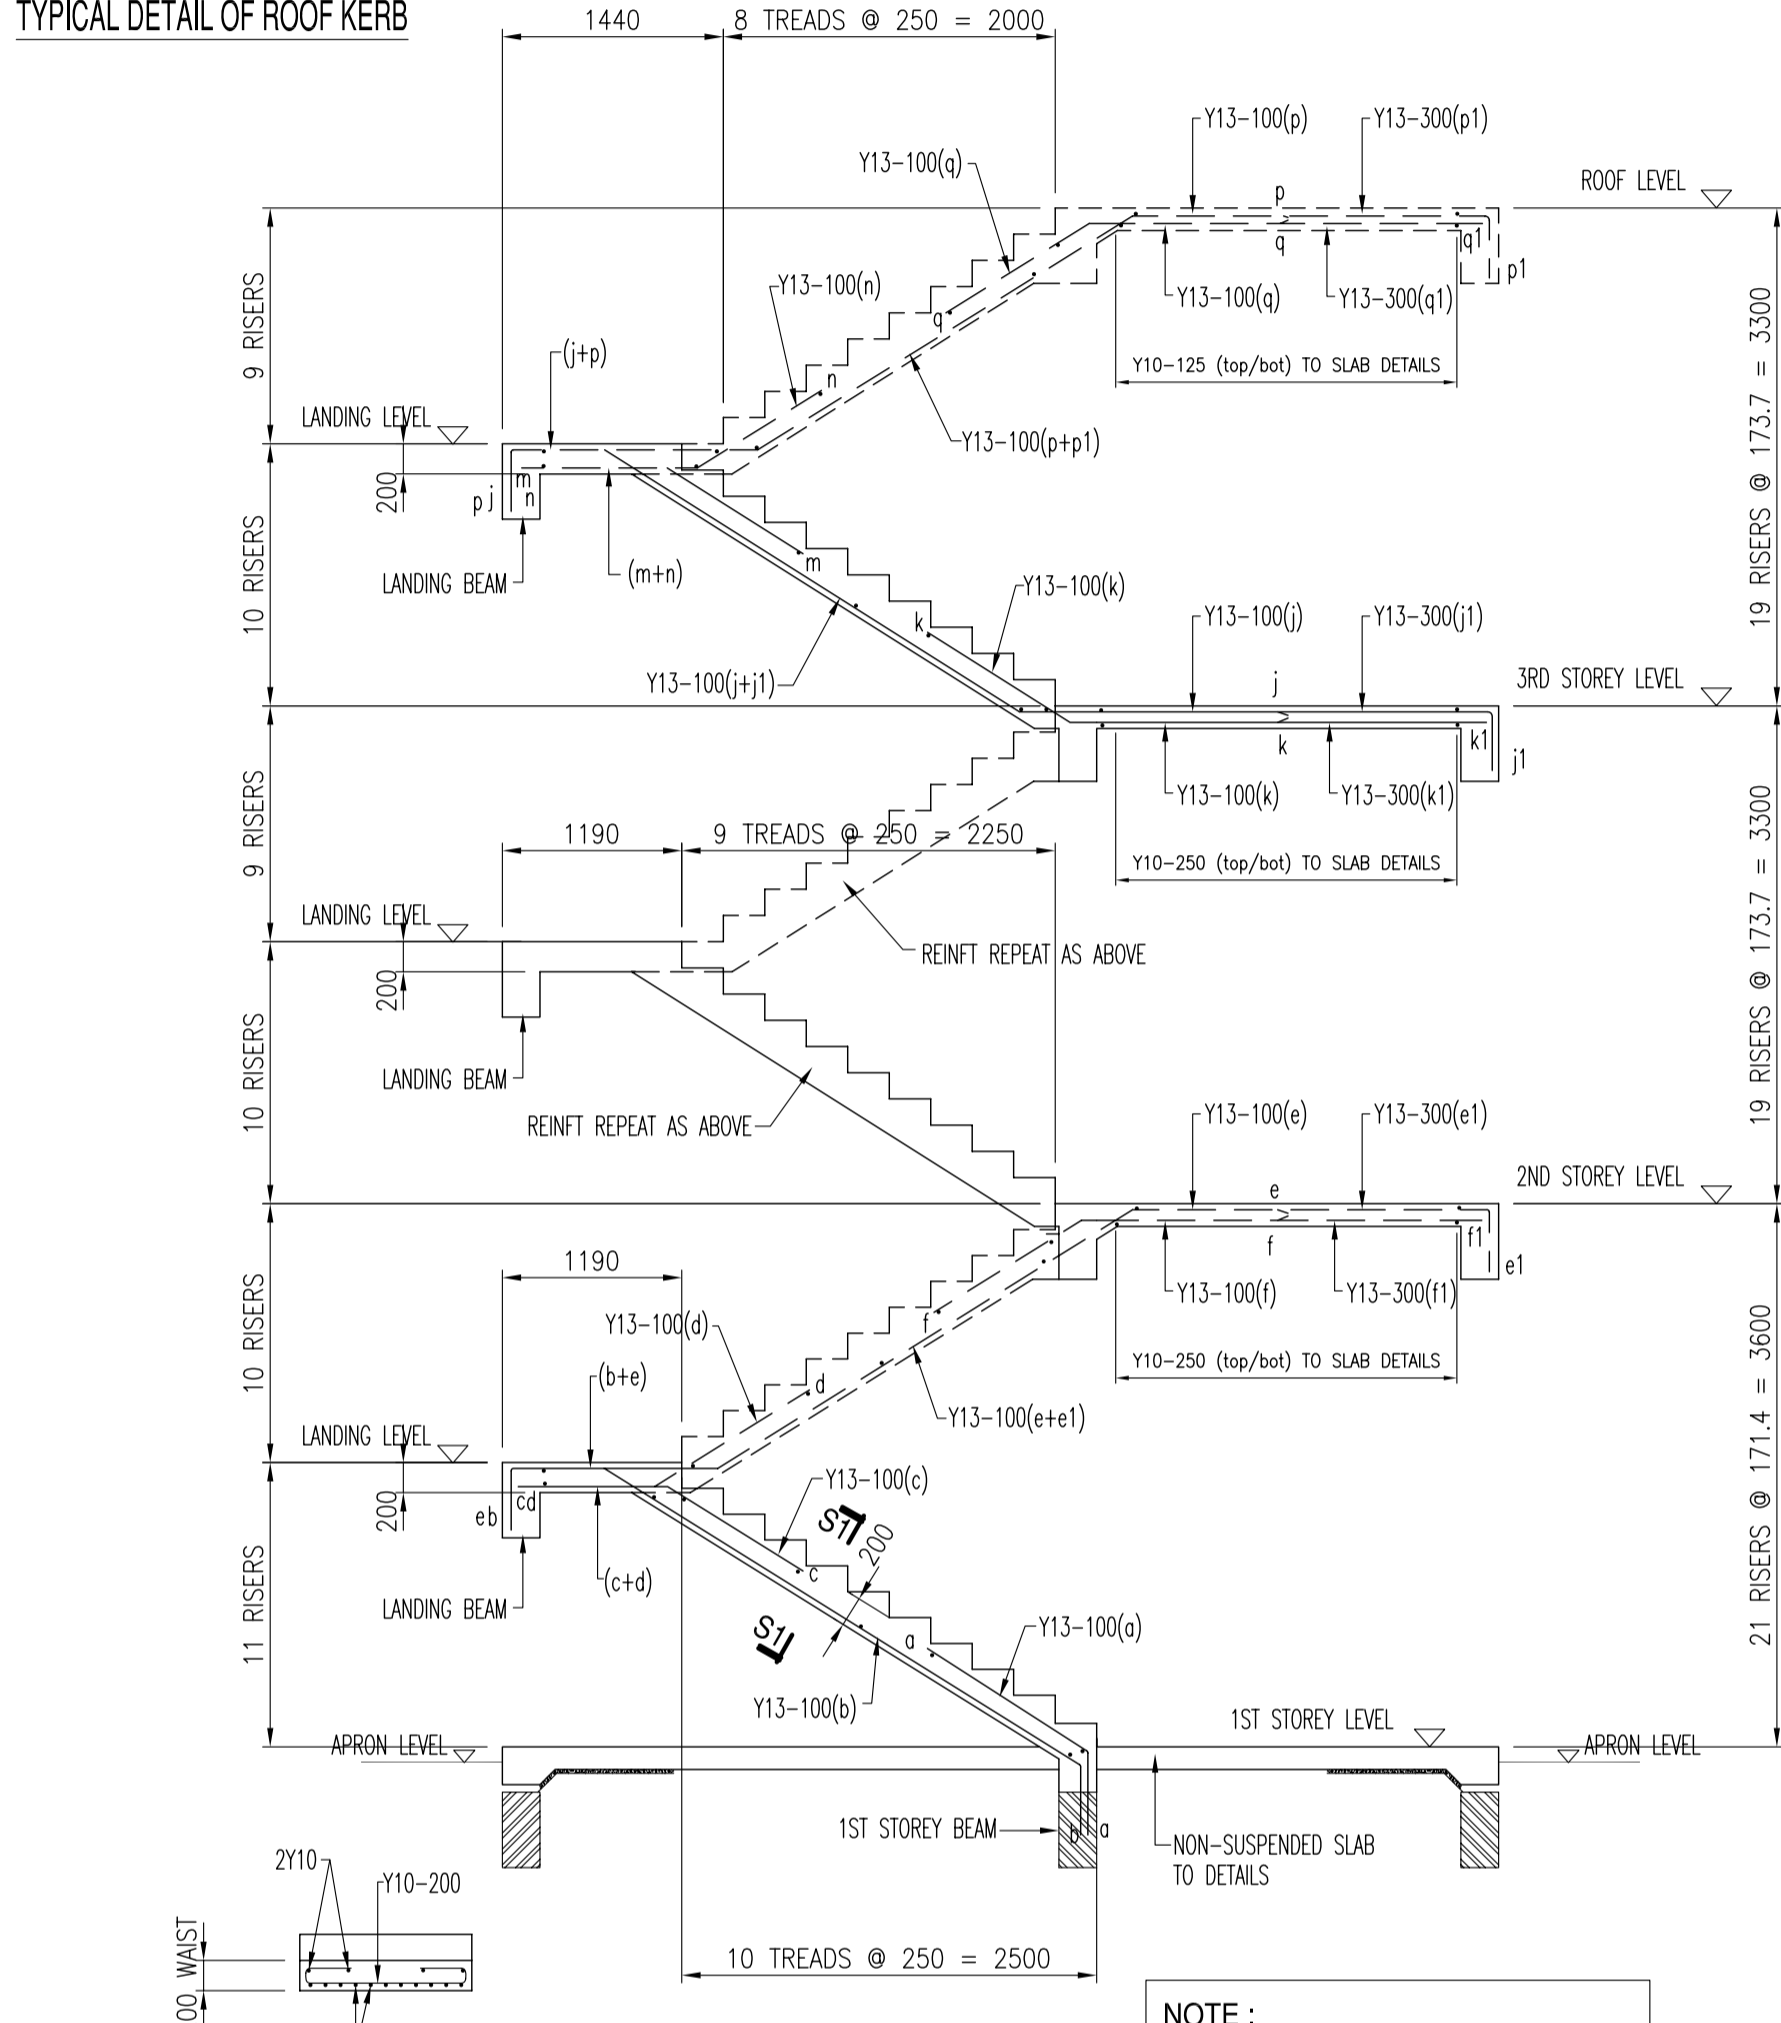 TYPICAL DETAIL OF ROOF KERB
1440
8 TREADS @ 250 = 2000
Y13-100(p)
Y13-300(p1)
Y13-100(q)
ROOF LEVEL
p
q
q1
p1
9 RISERS
Y13-100(n)
q
Y13-100(q)
Y13-300(q1)
19 RISERS @ 173.7 = 3300
(j+p)
n
Y10-125 (top/bot) TO SLAB DETAILS
LANDING LEVEL
Y13-100(p+p1)
200
m
p j
n
10 RISERS
LANDING BEAM
(m+n)
m
Y13-100(k)
k
Y13-100(j)
Y13-300(j1)
Y13-100(j+j1)
j
3RD STOREY LEVEL
k
k1
j1
9 RISERS
Y13-100(k)
Y13-300(k1)
1190
9 TREADS @ 250 = 2250
Y10-250 (top/bot) TO SLAB DETAILS
19 RISERS @ 173.7 = 3300
LANDING LEVEL
REINFT REPEAT AS ABOVE
200
10 RISERS
LANDING BEAM
REINFT REPEAT AS ABOVE
Y13-100(e)
Y13-300(e1)
e
2ND STOREY LEVEL
f
f1
e1
1190
10 RISERS
Y13-100(f)
Y13-300(f1)
Y13-100(d)
f
(b+e)
d
Y10-250 (top/bot) TO SLAB DETAILS
Y13-100(e+e1)
LANDING LEVEL
21 RISERS @ 171.4 = 3600
Y13-100(c)
200
cd
eb
S1
200
c
(c+d)
LANDING BEAM
11 RISERS
S1
a
Y13-100(a)
Y13-100(b)
1ST STOREY LEVEL
APRON LEVEL
APRON LEVEL
1ST STOREY BEAM
b
a
NON-SUSPENDED SLAB
TO DETAILS
2Y10
Y10-200
00 WAIST
10 TREADS @ 250 = 2500
NOTE :